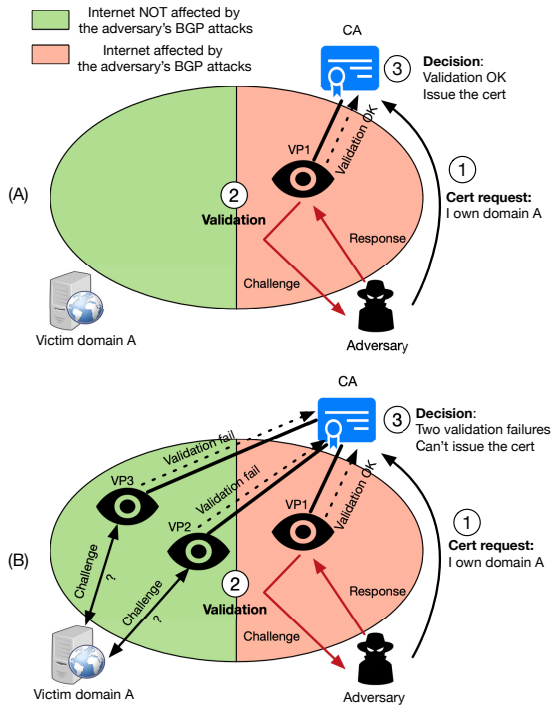 Internet NOT affected by
the adversary's BGP attacks
Internet affected by
the adversary's BGP attacks
CA
3
Decision:
Validation OK
Issue the cert
VP1
Validation OK
1
Cert request:
I own domain A
(A)
2
Validation
Response
Challenge
Victim domain A
Adversary
CA
3
Decision:
Two validation failures
Can't issue the cert
Validation fail
Validation fail
VP3
VP2
VP1
Validation OK
1
Cert request:
I own domain A
(B)
Challenge
?
Challenge
?
2
Validation
Response
Challenge
Victim domain A
Adversary